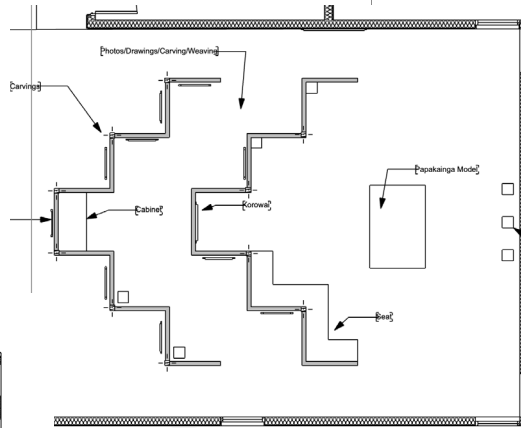 [Photos/Drawings/Carving/Weaving]
[Carvings]
[Papakainga Model]
[Cabinet]
[Korowai]
[Seat]